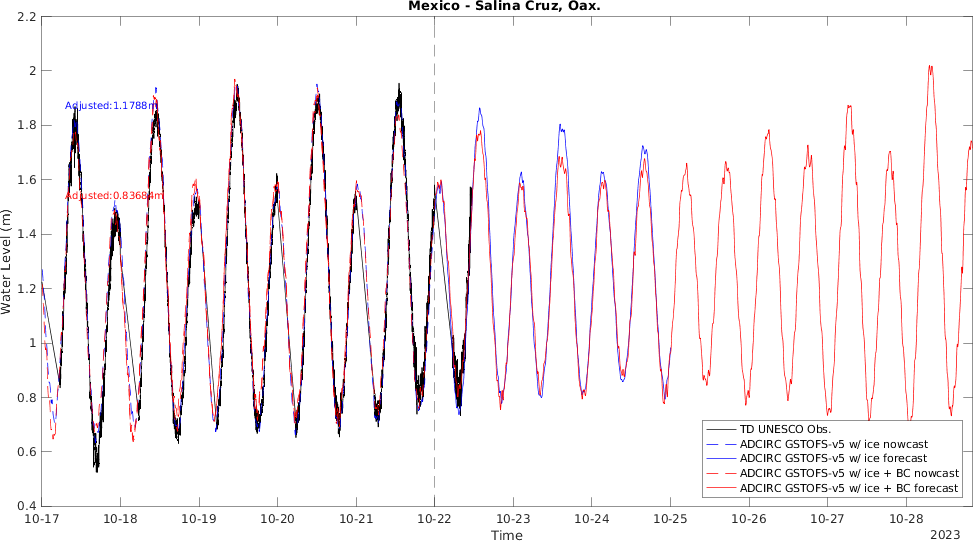 Mexico - Salina Cruz, Oax.
2.2
2
1.8
1.6
1.4
1.2
1
0.8
0.6
0.4
Water Level (m)
Adjusted:1.1788m
Adjusted:0.83684m
TD UNESCO Obs.
ADCIRC GSTOFS-v5 w/ ice nowcast
ADCIRC GSTOFS-v5 w/ ice forecast
ADCIRC GSTOFS-v5 w/ ice + BC nowcast
ADCIRC GSTOFS-v5 w/ ice + BC forecast
10-17 10-18 10-19 10-20 10-21 10-22 10-23 10-24 10-25 10-26 10-27 10-28
Time
2023